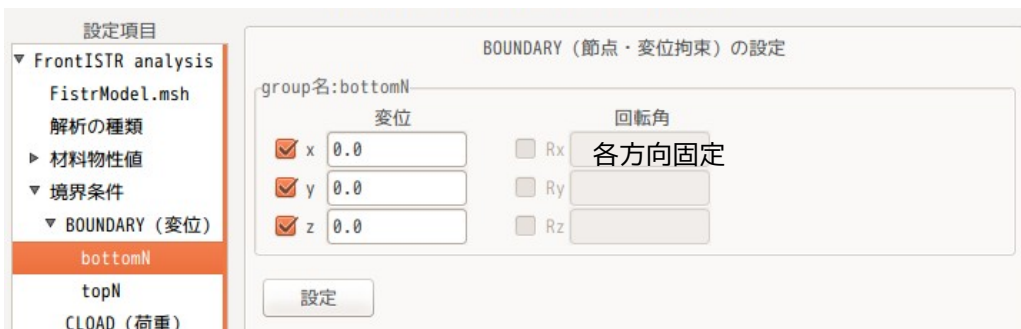 設定項目
FrontISTR analysis
FistrModel.msh
解析の種類
材料物性値
境界条件
BOUNDARY (変位)
bottomN
topN
CLOAD (荷重)
BOUNDARY (節点・変位拘束) の設定
group名:bottomN
変位 回転角
x 0.0 Rx 各方向固定
y 0.0 Ry
z 0.0 Rz
設定